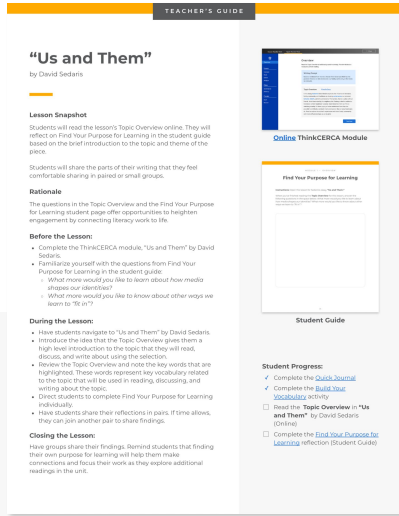 TEACHER'S GUIDE
“Us and Them”
by David Sedaris
Lesson Snapshot
Students will read the lesson's Topic Overview online. They will
reflect on Find Your Purpose for Learning in the student guide
based on the brief introduction to the topic and theme of the
piece.
Students will share the parts of their writing that they feel
comfortable sharing in paired or small groups.
Rationale
The questions in the Topic Overview and the Find Your Purpose
for Learning student page offer opportunities to heighten
engagement by connecting literacy work to life.
Before the Lesson:
• Complete the ThinkCERCA module, “Us and Them” by David
Sedaris
• Familiarize yourself with the questions from Find Your
Purpose for Learning in the student guide.
○ What more would you like to learn about how media
shapes our identities?
○ What more would you like to know about other ways we
learn to “fit in”?
During the Lesson:
• Have students navigate to “Us and Them” by David Sedaris.
• Introduce the idea that the Topic Overview gives them a
high level introduction to the topic that they will read,
discuss, and write about using the selection.
• Review the Topic Overview and note the key words that are
highlighted. These words represent key vocabulary related
to the topic that will be used in reading, discussing, and
writing about the topic.
• Direct students to complete Find Your Purpose for Learning
individually.
• Have students share their reflections in pairs. If time allows,
they can join another pair to share findings.
Closing the Lesson:
Have groups share their findings. Remind students that finding
their own purpose for learning will help them make
connections and focus their work as they explore additional
readings in the unit.
Overview
Online ThinkCERCA Module
Find Your Purpose for Learning
Student Guide
Student Progress:
✓ Complete the Quick Journal
✓ Complete the Build Your
Vocabulary activity
☐ Read the Topic Overview in “Us
and Them” by David Sedaris
(Online)
☐ Complete the Find Your Purpose for
Learning reflection (Student Guide)